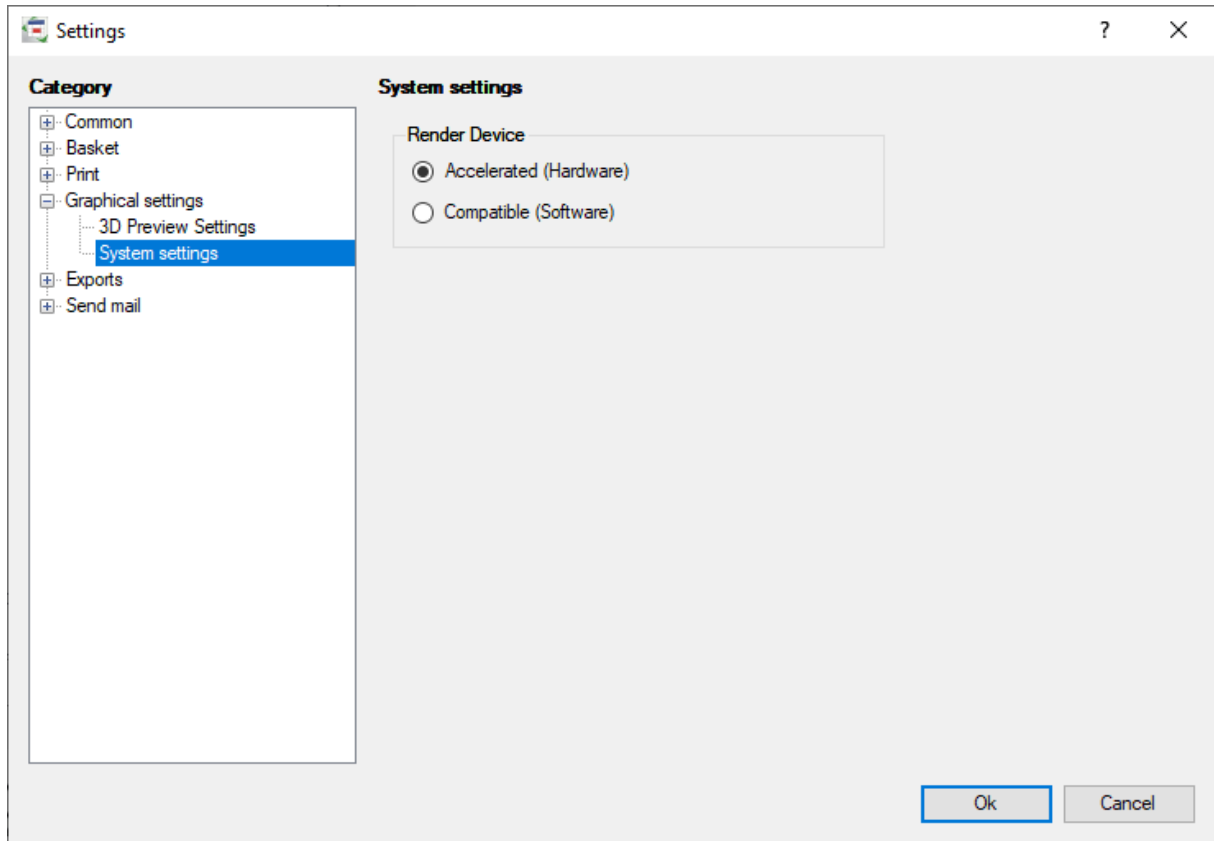 Settings
?
Category
Common
Basket
Print
Graphical settings
3D Preview Settings
System settings
Exports
Send mail
System settings
Render Device
Accelerated (Hardware)
Compatible (Software)
Ok
Cancel